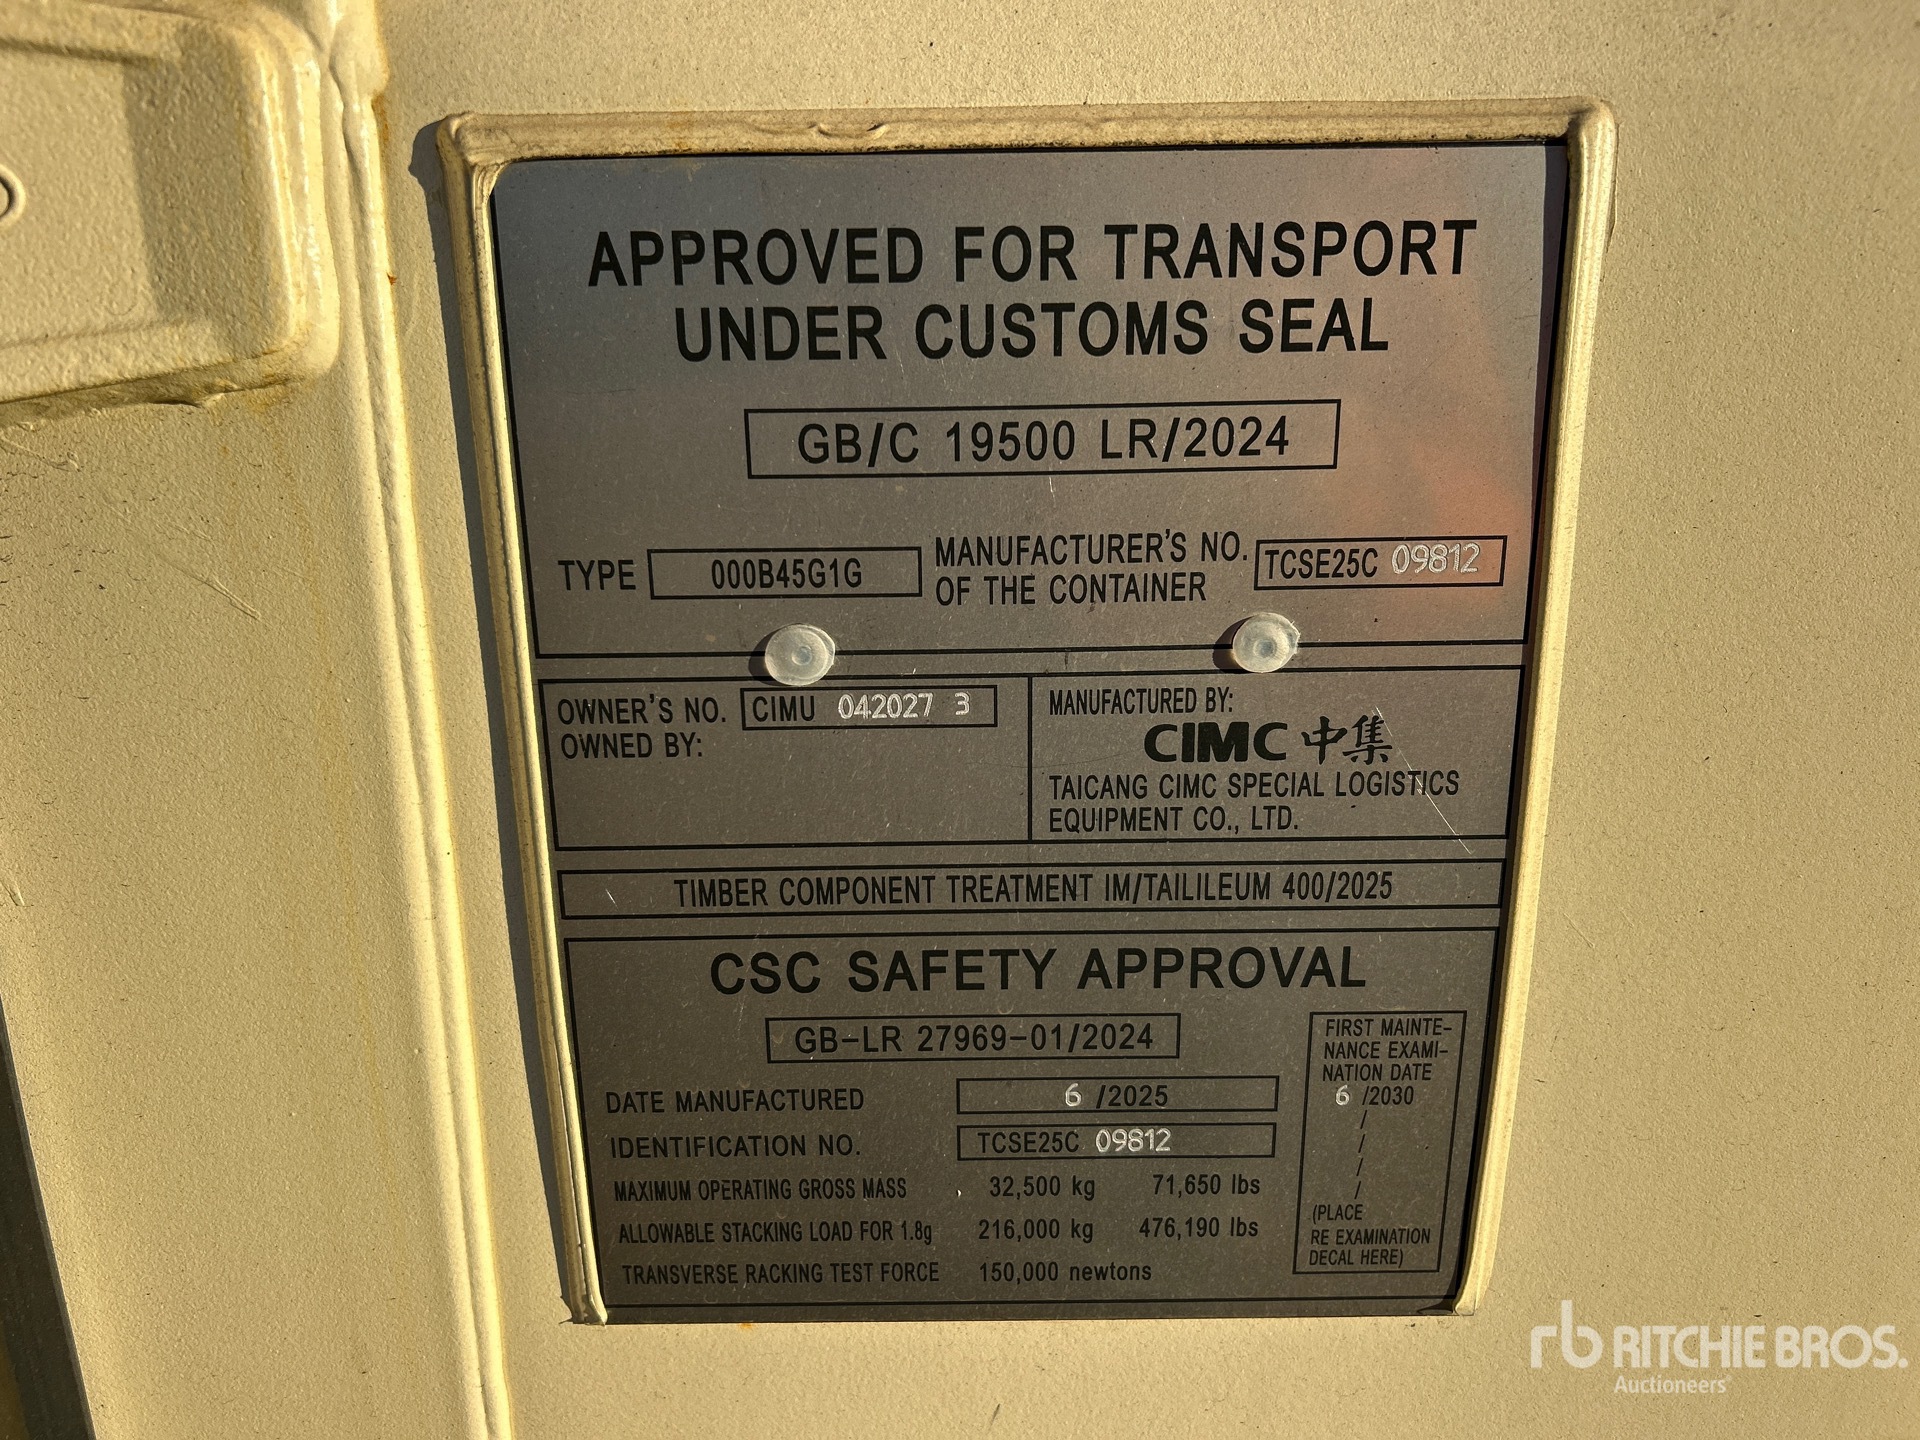 APPROVED FOR TRANSPORT
UNDER CUSTOMS SEAL
GB/C 19500 LR/2024
TYPE 000B45G1G
MANUFACTURER'S NO. TCSE25C 09812
OF THE CONTAINER
OWNER'S NO. CIMU 042027 3
OWNED BY:
MANUFACTURED BY:
CIMC 中集
TAICANG CIMC SPECIAL LOGISTICS
EQUIPMENT CO., LTD.
TIMBER COMPONENT TREATMENT IM/TAILILEUM 400/2025
CSC SAFETY APPROVAL
GB-LR 27969-01/2024
DATE MANUFACTURED 6 /2025
IDENTIFICATION NO. TCSE25C 09812
MAXIMUM OPERATING GROSS MASS 32,500 kg 71,650 lbs
ALLOWABLE STACKING LOAD FOR 1.8g 216,000 kg 476,190 lbs
TRANSVERSE RACKING TEST FORCE 150,000 newtons
FIRST MAINTE-
NANCE EXAMI-
NATION DATE
6 /2030
/
/
/
/
(PLACE
RE EXAMINATION
DECAL HERE)
rb RITCHIE BROS.
Auctioneers